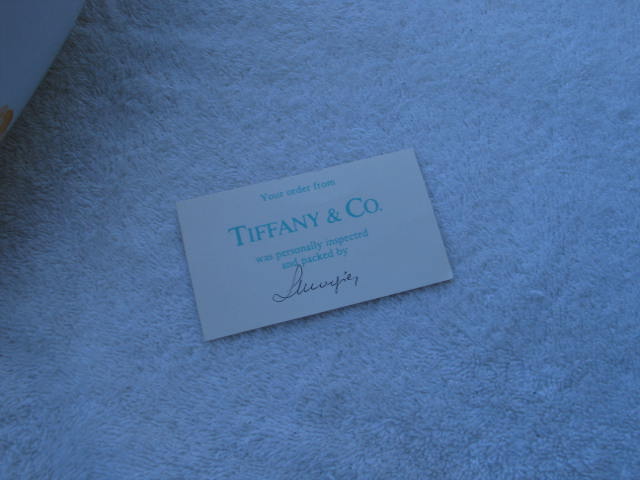 Your order from
TIFFANY & CO.
was personally inspected
and packed by